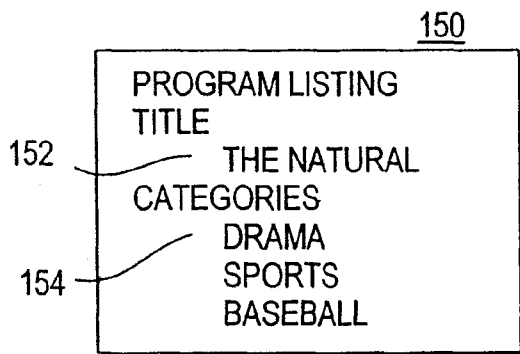 150
PROGRAM LISTING
TITLE
152
THE NATURAL
CATEGORIES
DRAMA
154
SPORTS
BASEBALL